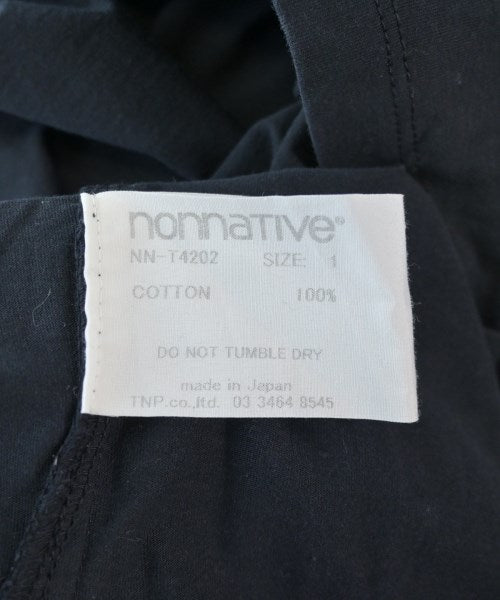 nonnative®
NN-T4202 SIZE: 1
COTTON 100%
DO NOT TUMBLE DRY
made in Japan
TNP.co.,ltd. 03 3464 8545